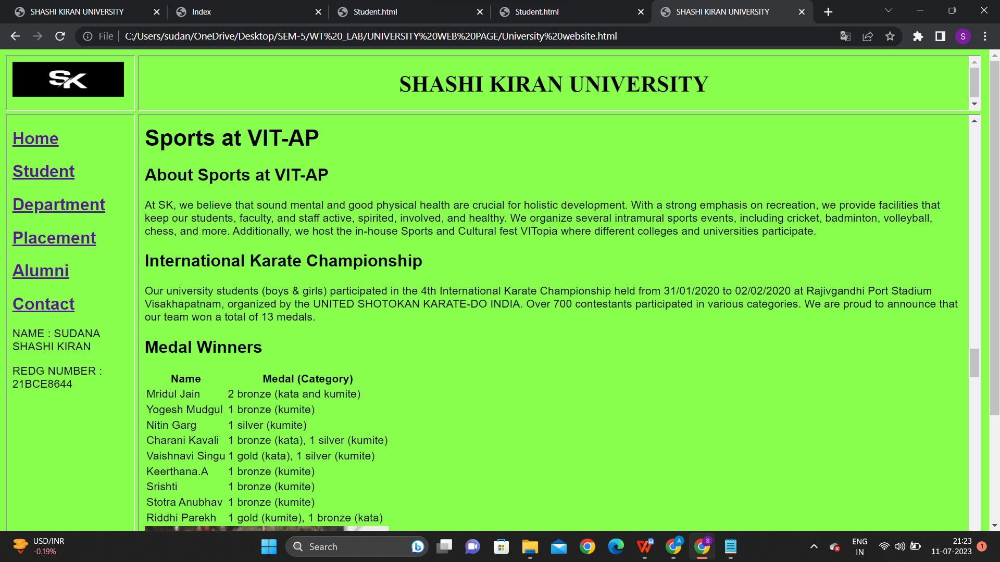 SHASHI KIRAN UNIVERSITY
Index
Student.html
Student.html
SHASHI KIRAN UNIVERSITY
File
C:/Users/sudan/OneDrive/Desktop/SEM-5/WT%20_LAB/UNIVERSITY%20WEB%20PAGE/University%20website.html
S
SK
SHASHI KIRAN UNIVERSITY
Home
Student
Department
Placement
Alumni
Contact
NAME : SUDANA
SHASHI KIRAN
REDG NUMBER :
21BCE8644
Sports at VIT-AP
About Sports at VIT-AP
At SK, we believe that sound mental and good physical health are crucial for holistic development. With a strong emphasis on recreation, we provide facilities that
keep our students, faculty, and staff active, spirited, involved, and healthy. We organize several intramural sports events, including cricket, badminton, volleyball,
chess, and more. Additionally, we host the in-house Sports and Cultural fest VITopia where different colleges and universities participate.
International Karate Championship
Our university students (boys & girls) participated in the 4th International Karate Championship held from 31/01/2020 to 02/02/2020 at Rajivgandhi Port Stadium
Visakhapatnam, organized by the UNITED SHOTOKAN KARATE-DO INDIA. Over 700 contestants participated in various categories. We are proud to announce that
our team won a total of 13 medals.
Medal Winners
Name Medal (Category)
Mridul Jain 2 bronze (kata and kumite)
Yogesh Mudgul 1 bronze (kumite)
Nitin Garg 1 silver (kumite)
Charani Kavali 1 bronze (kata), 1 silver (kumite)
Vaishnavi Singu 1 gold (kata), 1 silver (kumite)
Keerthana.A 1 bronze (kumite)
Srishti 1 bronze (kumite)
Stotra Anubhav 1 bronze (kumite)
Riddhi Parekh 1 gold (kumite), 1 bronze (kata)
USD/INR
-0.19%
Search
A
S
ENG
IN
21:23
11-07-2023
1